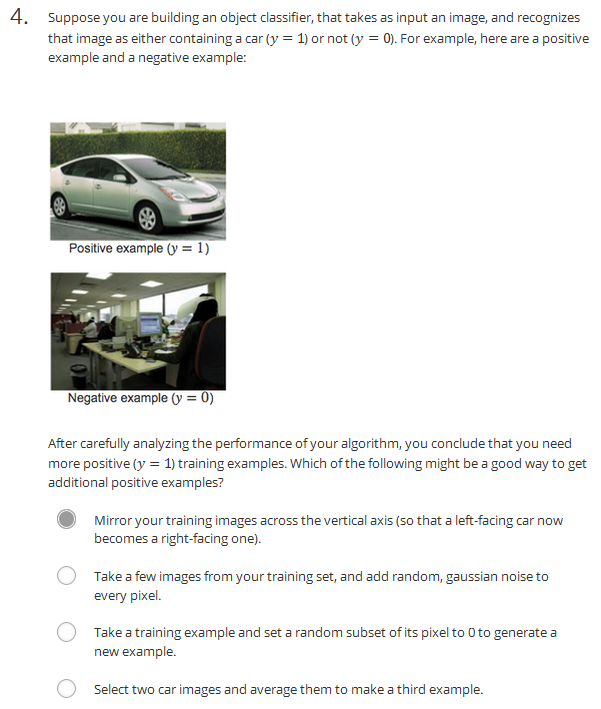 4. Suppose you are building an object classifier, that takes as input an image, and recognizes
that image as either containing a car (y = 1) or not (y = 0). For example, here are a positive
example and a negative example:
Positive example (y = 1)
Negative example (y = 0)
After carefully analyzing the performance of your algorithm, you conclude that you need
more positive (y = 1) training examples. Which of the following might be a good way to get
additional positive examples?
Mirror your training images across the vertical axis (so that a left-facing car now
becomes a right-facing one).
Take a few images from your training set, and add random, gaussian noise to
every pixel.
Take a training example and set a random subset of its pixel to 0 to generate a
new example.
Select two car images and average them to make a third example.